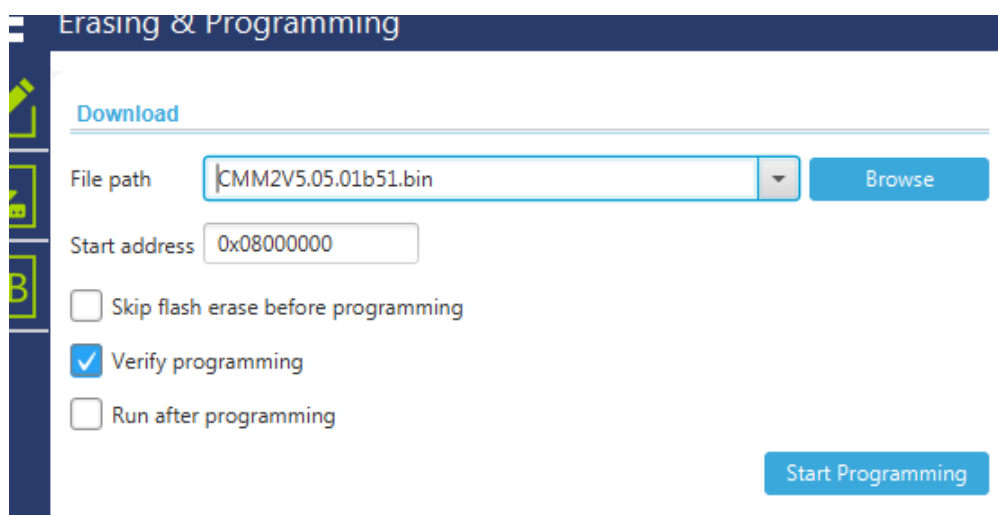 Erasing & Programming
Download
File path CMM2V5.05.01b51.bin Browse
Start address 0x08000000
Skip flash erase before programming
B
Verify programming
Run after programming
Start Programming